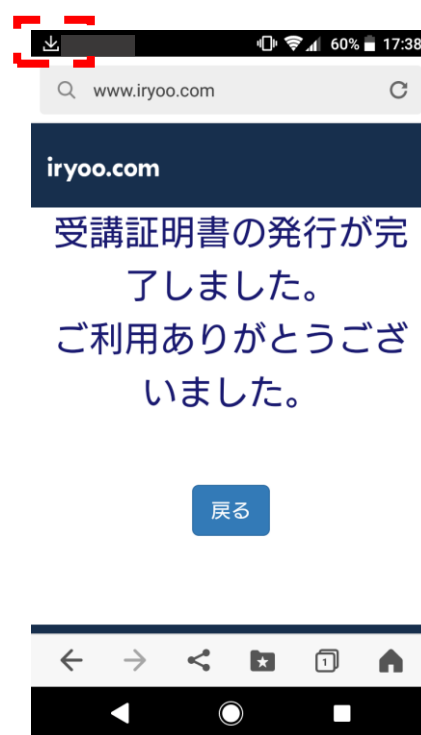 60% 17:38
www.iryoo.com
iryoo.com
受講証明書の発行が完
了しました。
ご利用ありがとうござ
いました。
戻る
1